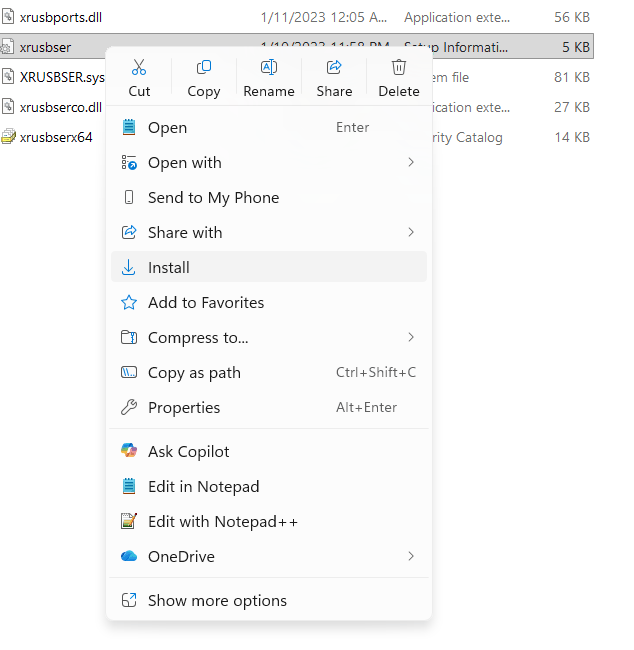 xrusbports.dll 1/11/2023 12:05 A... Application exte... 56 KB
xrusbser Setup Informati... 5 KB
Cut Copy Rename Share Delete
XRUSBSER.sys em file 81 KB
xrusbserco.dll ication exte... 27 KB
xrusbserx64 rity Catalog 14 KB
Open Enter
Open with
Send to My Phone
Share with
Install
Add to Favorites
Compress to...
Copy as path Ctrl+Shift+C
Properties Alt+Enter
Ask Copilot
Edit in Notepad
Edit with Notepad++
OneDrive
Show more options